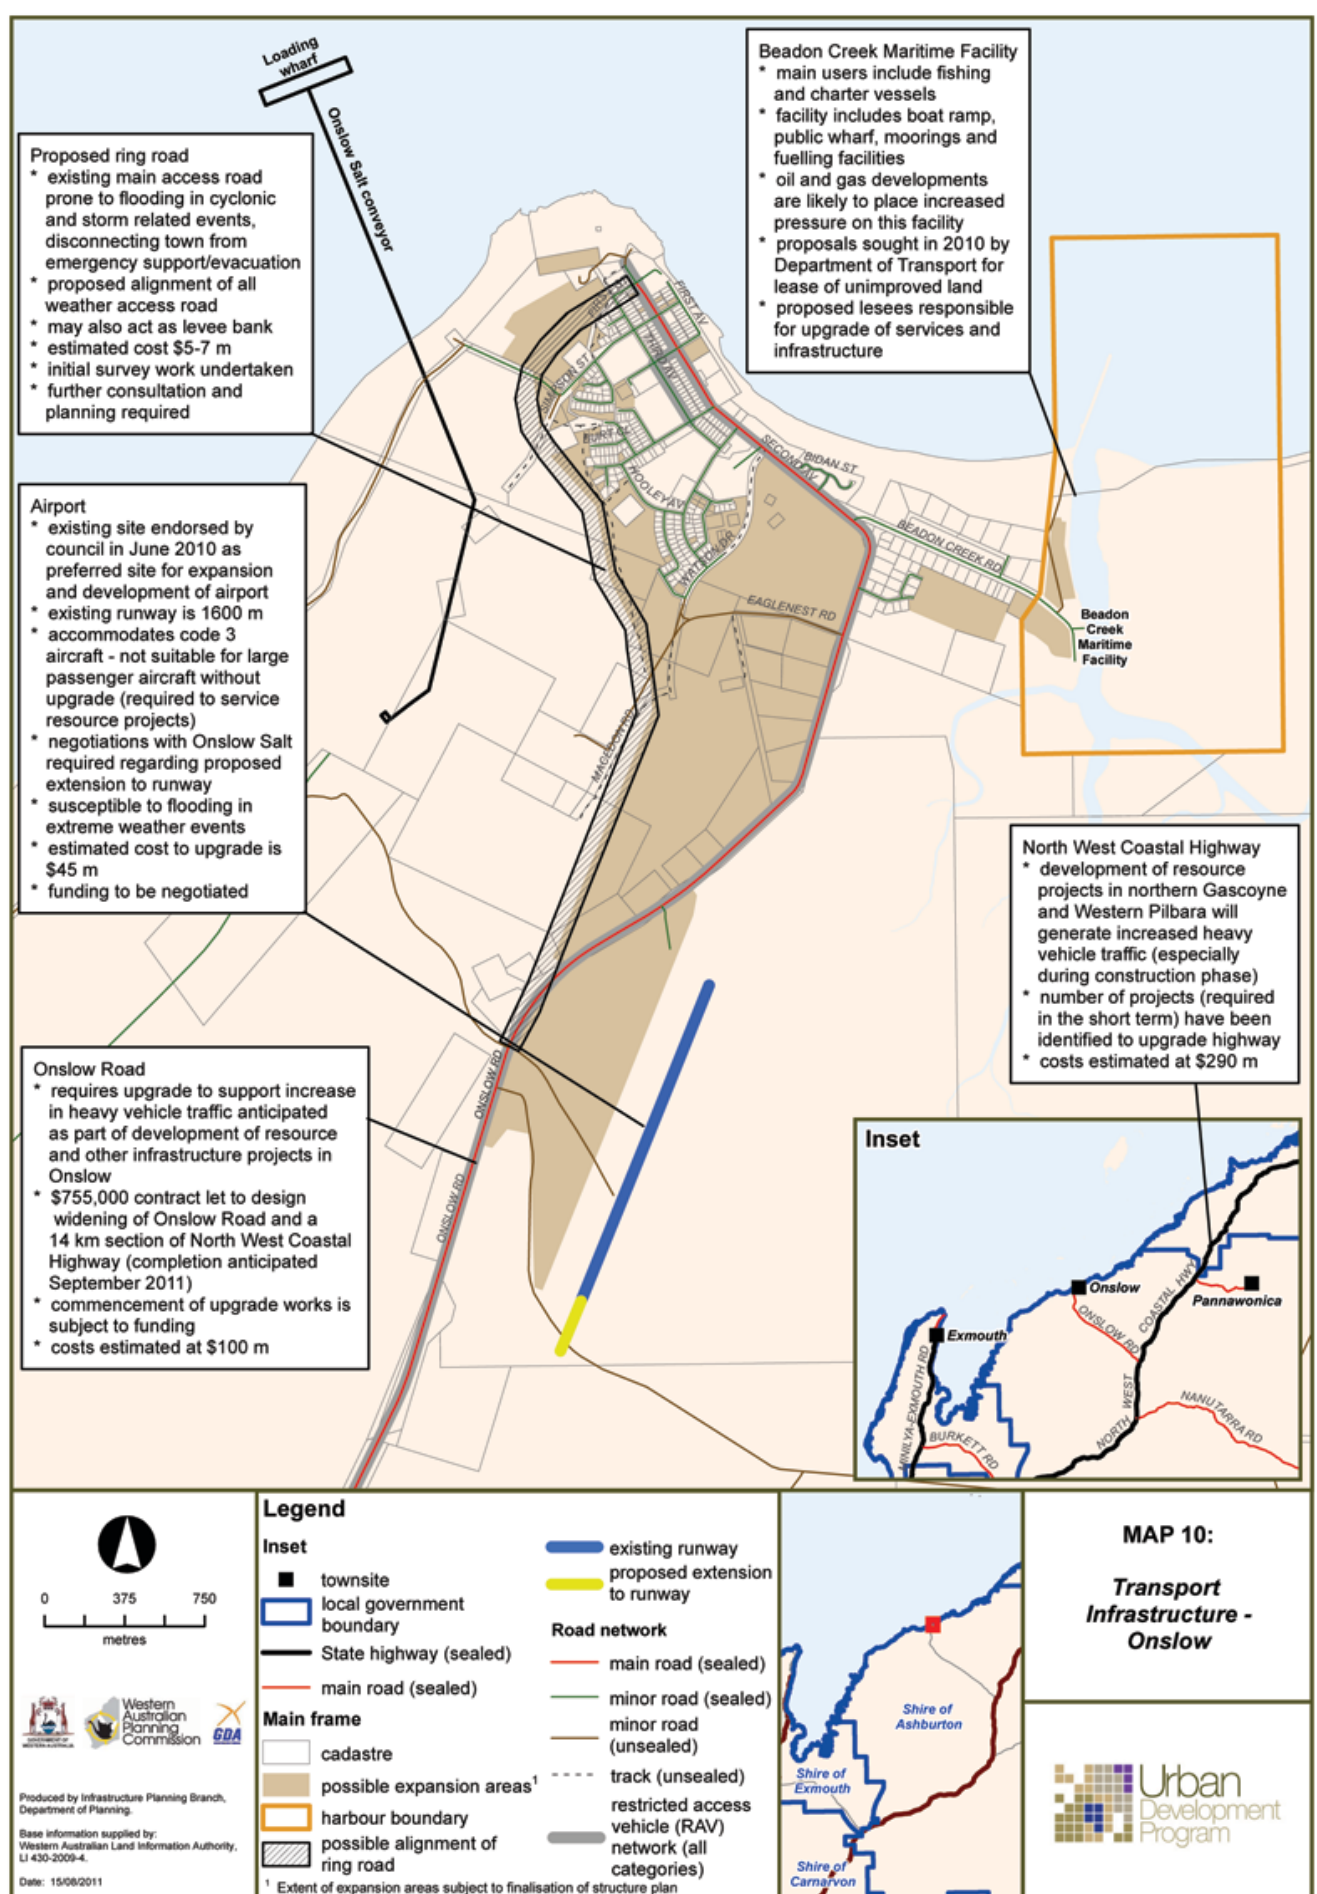 Loading
wharf
Onslow Salt conveyor
Proposed ring road
* existing main access road
prone to flooding in cyclonic
and storm related events,
disconnecting town from
emergency support/evacuation
* proposed alignment of all
weather access road
* may also act as levee bank
* estimated cost $5-7 m
* initial survey work undertaken
* further consultation and
planning required
Beadon Creek Maritime Facility
* main users include fishing
and charter vessels
* facility includes boat ramp,
public wharf, moorings and
fuelling facilities
* oil and gas developments
are likely to place increased
pressure on this facility
* proposals sought in 2010 by
Department of Transport for
lease of unimproved land
* proposed lesees responsible
for upgrade of services and
infrastructure
Airport
* existing site endorsed by
council in June 2010 as
preferred site for expansion
and development of airport
* existing runway is 1600 m
* accommodates code 3
aircraft - not suitable for large
passenger aircraft without
upgrade (required to service
resource projects)
* negotiations with Onslow Salt
required regarding proposed
extension to runway
* susceptible to flooding in
extreme weather events
* estimated cost to upgrade is
$45 m
* funding to be negotiated
FIRST AV
THIRD AV
SIMPSON ST
HOOLEY AV
SECOND AV
BIDAN ST
WATSON DR
BEADON CREEK RD
EAGLENEST RD
MACEDON RD
Beadon
Creek
Maritime
Facility
North West Coastal Highway
* development of resource
projects in northern Gascoyne
and Western Pilbara will
generate increased heavy
vehicle traffic (especially
during construction phase)
* number of projects (required
in the short term) have been
identified to upgrade highway
* costs estimated at $290 m
Onslow Road
* requires upgrade to support increase
in heavy vehicle traffic anticipated
as part of development of resource
and other infrastructure projects in
Onslow
* $755,000 contract let to design
widening of Onslow Road and a
14 km section of North West Coastal
Highway (completion anticipated
September 2011)
* commencement of upgrade works is
subject to funding
* costs estimated at $100 m
ONSLOW RD
ONSLOW RD
Inset
Onslow
Pannawonica
Exmouth
ONSLOW RD
NORTH WEST COASTAL HWY
MINILYA-EXMOUTH RD
BURKETT RD
NANUTARRA RD
0 375 750
metres
GOVERNMENT OF
WESTERN AUSTRALIA
Western
Australian
Planning
Commission
GDA
Produced by Infrastructure Planning Branch,
Department of Planning.
Base information supplied by:
Western Australian Land Information Authority,
LI 430-2009-4.
Date: 15/08/2011
Legend
Inset
townsite
local government
boundary
State highway (sealed)
main road (sealed)
Main frame
cadastre
possible expansion areas¹
harbour boundary
possible alignment of
ring road
existing runway
proposed extension
to runway
Road network
main road (sealed)
minor road (sealed)
minor road
(unsealed)
track (unsealed)
restricted access
vehicle (RAV)
network (all
categories)
¹ Extent of expansion areas subject to finalisation of structure plan
Shire of
Ashburton
Shire of
Exmouth
Shire of
Carnarvon
MAP 10:
Transport
Infrastructure -
Onslow
Urban
Development
Program